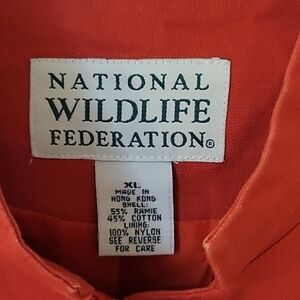 NATIONAL
WILDLIFE
FEDERATION®
XL
MADE IN
HONG KONG
SHELL:
55% RAMIE
45% COTTON
LINING:
100% NYLON
SEE REVERSE
FOR CARE